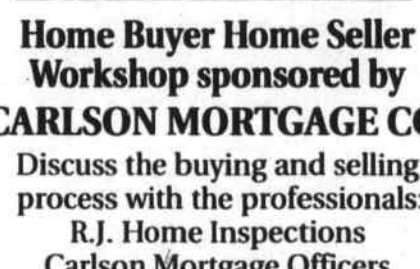 Home Buyer Home Seller
Workshop sponsored by
CARLSON MORTGAGE CO
Discuss the buying and selling
process with the professionals:
R.J. Home Inspections
Carlson Mortgage Officers